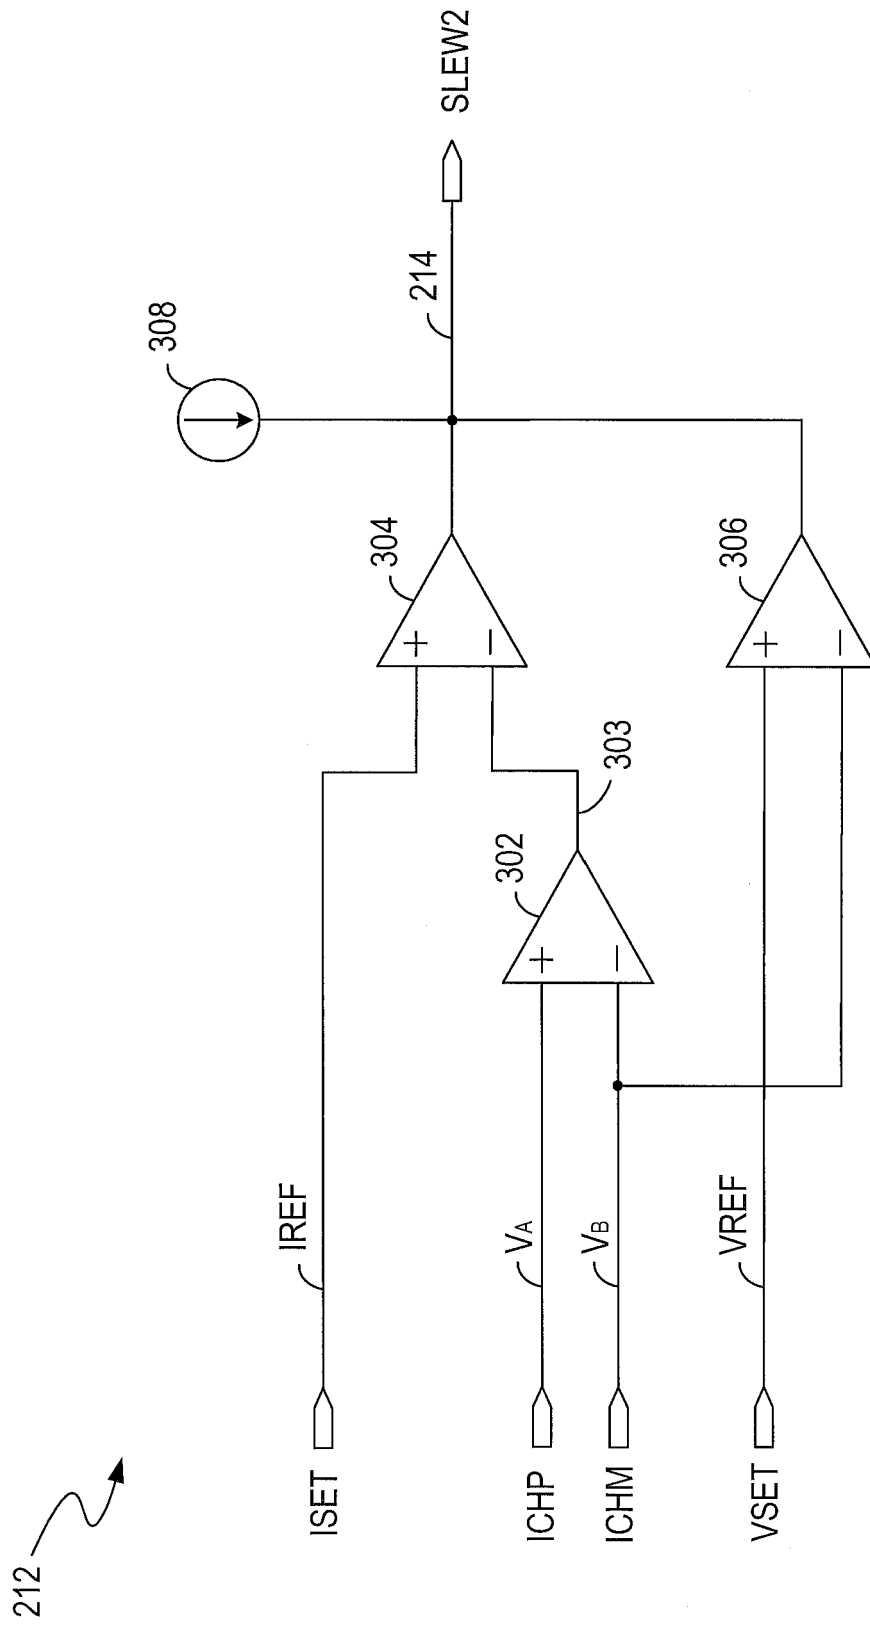 212
ISET
IREF
ICHP
VA
ICHM
VB
VSET
VREF
302
+
−
303
304
+
−
306
+
−
308
214
SLEW2